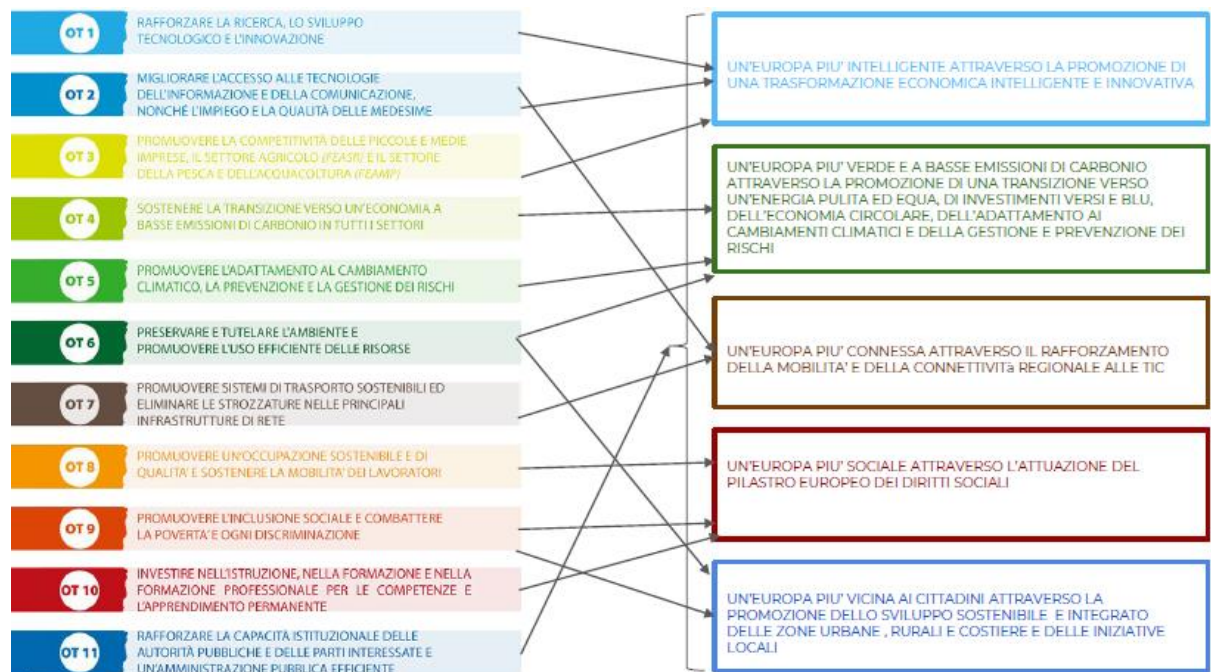 OT 1
RAFFORZARE LA RICERCA, LO SVILUPPO
TECNOLOGICO E L'INNOVAZIONE
OT 2
MIGLIORARE L'ACCESSO ALLE TECNOLOGIE
DELL'INFORMAZIONE E DELLA COMUNICAZIONE,
NONCHÉ L'IMPIEGO E LA QUALITÀ DELLE MEDESIME
OT 3
PROMUOVERE LA COMPETITIVITÀ DELLE PICCOLE E MEDIE
IMPRESE, IL SETTORE AGRICOLO (FEASR) E IL SETTORE
DELLA PESCA E DELL'ACQUACOLTURA (FEAMP)
OT 4
SOSTENERE LA TRANSIZIONE VERSO UN'ECONOMIA A
BASSE EMISSIONI DI CARBONIO IN TUTTI I SETTORI
OT 5
PROMUOVERE L'ADATTAMENTO AL CAMBIAMENTO
CLIMATICO, LA PREVENZIONE E LA GESTIONE DEI RISCHI
OT 6
PRESERVARE E TUTELARE L'AMBIENTE E
PROMUOVERE L'USO EFFICIENTE DELLE RISORSE
OT 7
PROMUOVERE SISTEMI DI TRASPORTO SOSTENIBILI ED
ELIMINARE LE STROZZATURE NELLE PRINCIPALI
INFRASTRUTTURE DI RETE
OT 8
PROMUOVERE UN'OCCUPAZIONE SOSTENIBILE E DI
QUALITA' E SOSTENERE LA MOBILITA' DEI LAVORATORI
OT 9
PROMUOVERE L'INCLUSIONE SOCIALE E COMBATTERE
LA POVERTA' E OGNI DISCRIMINAZIONE
OT 10
INVESTIRE NELL'ISTRUZIONE, NELLA FORMAZIONE E NELLA
FORMAZIONE PROFESSIONALE PER LE COMPETENZE E
L'APPRENDIMENTO PERMANENTE
OT 11
RAFFORZARE LA CAPACITÀ ISTITUZIONALE DELLE
AUTORITÀ PUBBLICHE E DELLE PARTI INTERESSATE E
UN'AMMINISTRAZIONE PUBBLICA EFFICIENTE
UN'EUROPA PIU' INTELLIGENTE ATTRAVERSO LA PROMOZIONE DI
UNA TRASFORMAZIONE ECONOMICA INTELLIGENTE E INNOVATIVA
UN'EUROPA PIU' VERDE E A BASSE EMISSIONI DI CARBONIO
ATTRAVERSO LA PROMOZIONE DI UNA TRANSIZIONE VERSO
UN'ENERGIA PULITA ED EQUA, DI INVESTIMENTI VERSI E BLU,
DELL'ECONOMIA CIRCOLARE, DELL'ADATTAMENTO AI
CAMBIAMENTI CLIMATICI E DELLA GESTIONE E PREVENZIONE DEI
RISCHI
UN'EUROPA PIU' CONNESSA ATTRAVERSO IL RAFFORZAMENTO
DELLA MOBILITA' E DELLA CONNETTIVITà REGIONALE ALLE TIC
UN'EUROPA PIU' SOCIALE ATTRAVERSO L'ATTUAZIONE DEL
PILASTRO EUROPEO DEI DIRITTI SOCIALI
UN'EUROPA PIU' VICINA AI CITTADINI ATTRAVERSO LA
PROMOZIONE DELLO SVILUPPO SOSTENIBILE E INTEGRATO
DELLE ZONE URBANE , RURALI E COSTIERE E DELLE INIZIATIVE
LOCALI